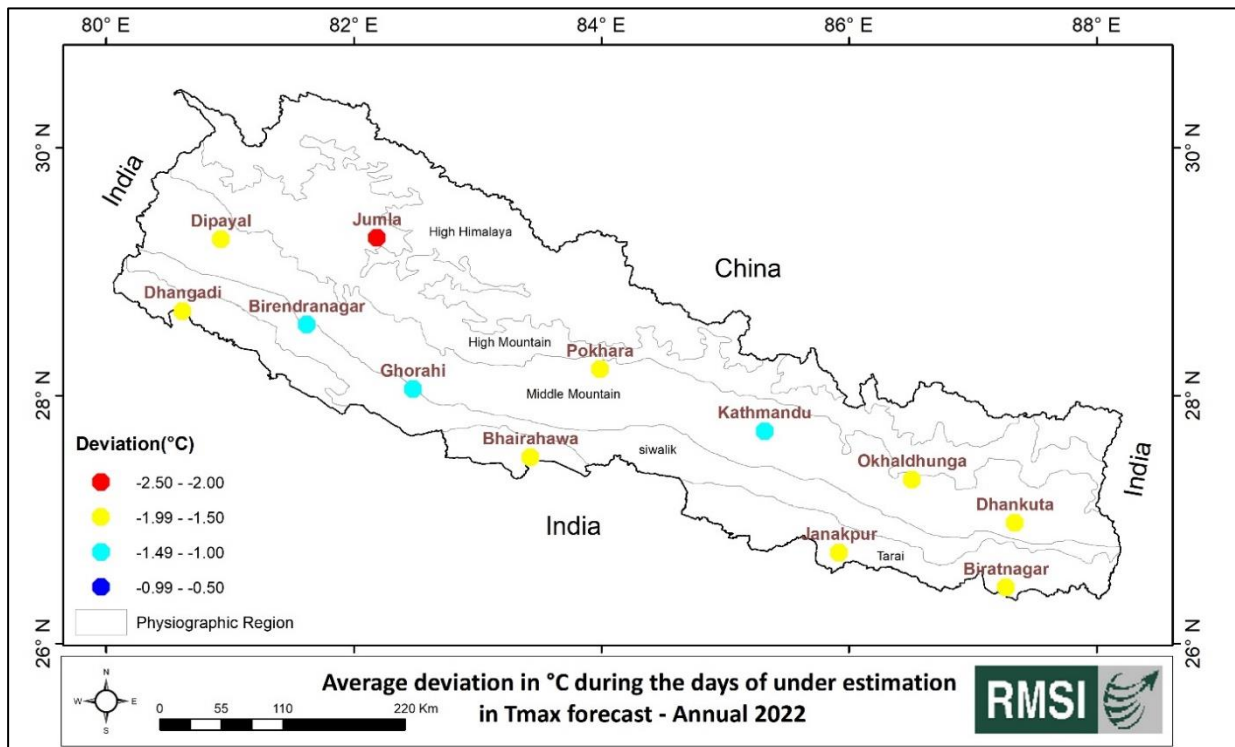 80° E 82° E 84° E 86° E 88° E
30° N 30° N
India
Dipayal Jumla
High Himalaya
China
Dhangadi Birendranagar
High Mountain Pokhara
Ghorahi
28° N Middle Mountain 28° N
Kathmandu
Bhairahawa
siwalik
Okhaldhunga
India
Dhankuta
India
Janakpur
Tarai
Biratnagar
Deviation(°C)
-2.50 - -2.00
-1.99 - -1.50
-1.49 - -1.00
-0.99 - -0.50
Physiographic Region
26° N 26° N
N
W E
S
0 55 110 220 Km
Average deviation in °C during the days of under estimation
in Tmax forecast - Annual 2022
RMSI